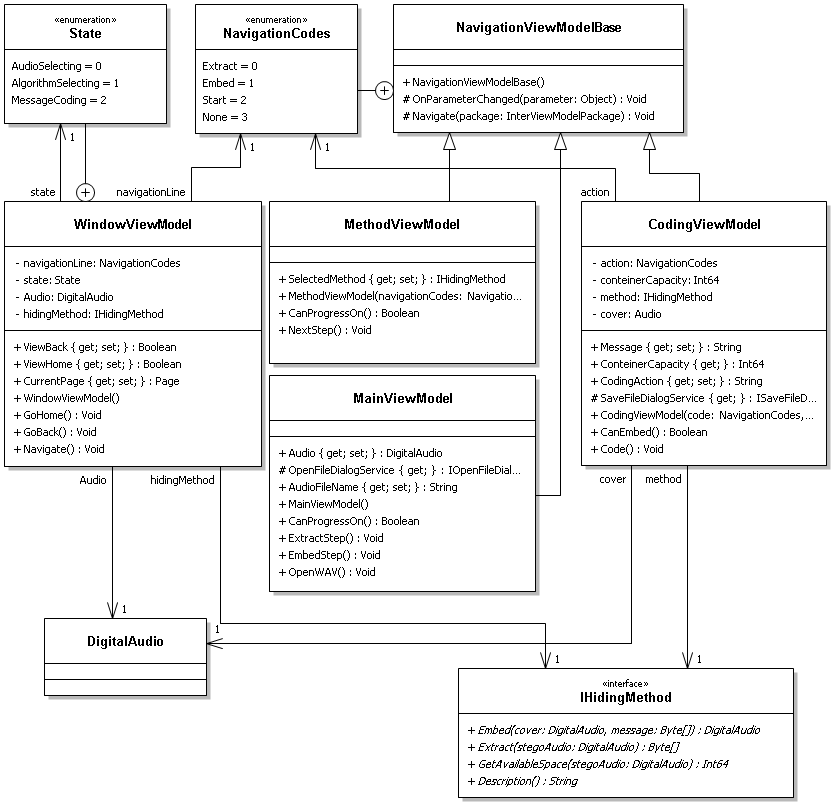 «enumeration»
State
AudioSelecting = 0
AlgorithmSelecting = 1
MessageCoding = 2
«enumeration»
NavigationCodes
Extract = 0
Embed = 1
Start = 2
None = 3
NavigationViewModelBase
+ NavigationViewModelBase()
# OnParameterChanged(parameter: Object) : Void
# Navigate(package: InterViewModelPackage) : Void
1
1
1
state
navigationLine
action
WindowViewModel
- navigationLine: NavigationCodes
- state: State
- Audio: DigitalAudio
- hidingMethod: IHidingMethod
+ ViewBack { get; set; } : Boolean
+ ViewHome { get; set; } : Boolean
+ CurrentPage { get; set; } : Page
+ WindowViewModel()
+ GoHome() : Void
+ GoBack() : Void
+ Navigate() : Void
MethodViewModel
+ SelectedMethod { get; set; } : IHidingMethod
+ MethodViewModel(navigationCodes: Navigatio...
+ CanProgressOn() : Boolean
+ NextStep() : Void
CodingViewModel
- action: NavigationCodes
- conteinerCapacity: Int64
- method: IHidingMethod
- cover: Audio
+ Message { get; set; } : String
+ ConteinerCapacity { get; } : Int64
+ CodingAction { get; set; } : String
# SaveFileDialogService { get; } : ISaveFileD...
+ CodingViewModel(code: NavigationCodes,...
+ CanEmbed() : Boolean
+ Code() : Void
MainViewModel
+ Audio { get; set; } : DigitalAudio
# OpenFileDialogService { get; } : IOpenFileDial...
+ AudioFileName { get; set; } : String
+ MainViewModel()
+ CanProgressOn() : Boolean
+ ExtractStep() : Void
+ EmbedStep() : Void
+ OpenWAV() : Void
Audio
hidingMethod
cover
method
1
1
DigitalAudio
1
1
«interface»
IHidingMethod
+ Embed(cover: DigitalAudio, message: Byte[]) : DigitalAudio
+ Extract(stegoAudio: DigitalAudio) : Byte[]
+ GetAvailableSpace(stegoAudio: DigitalAudio) : Int64
+ Description() : String